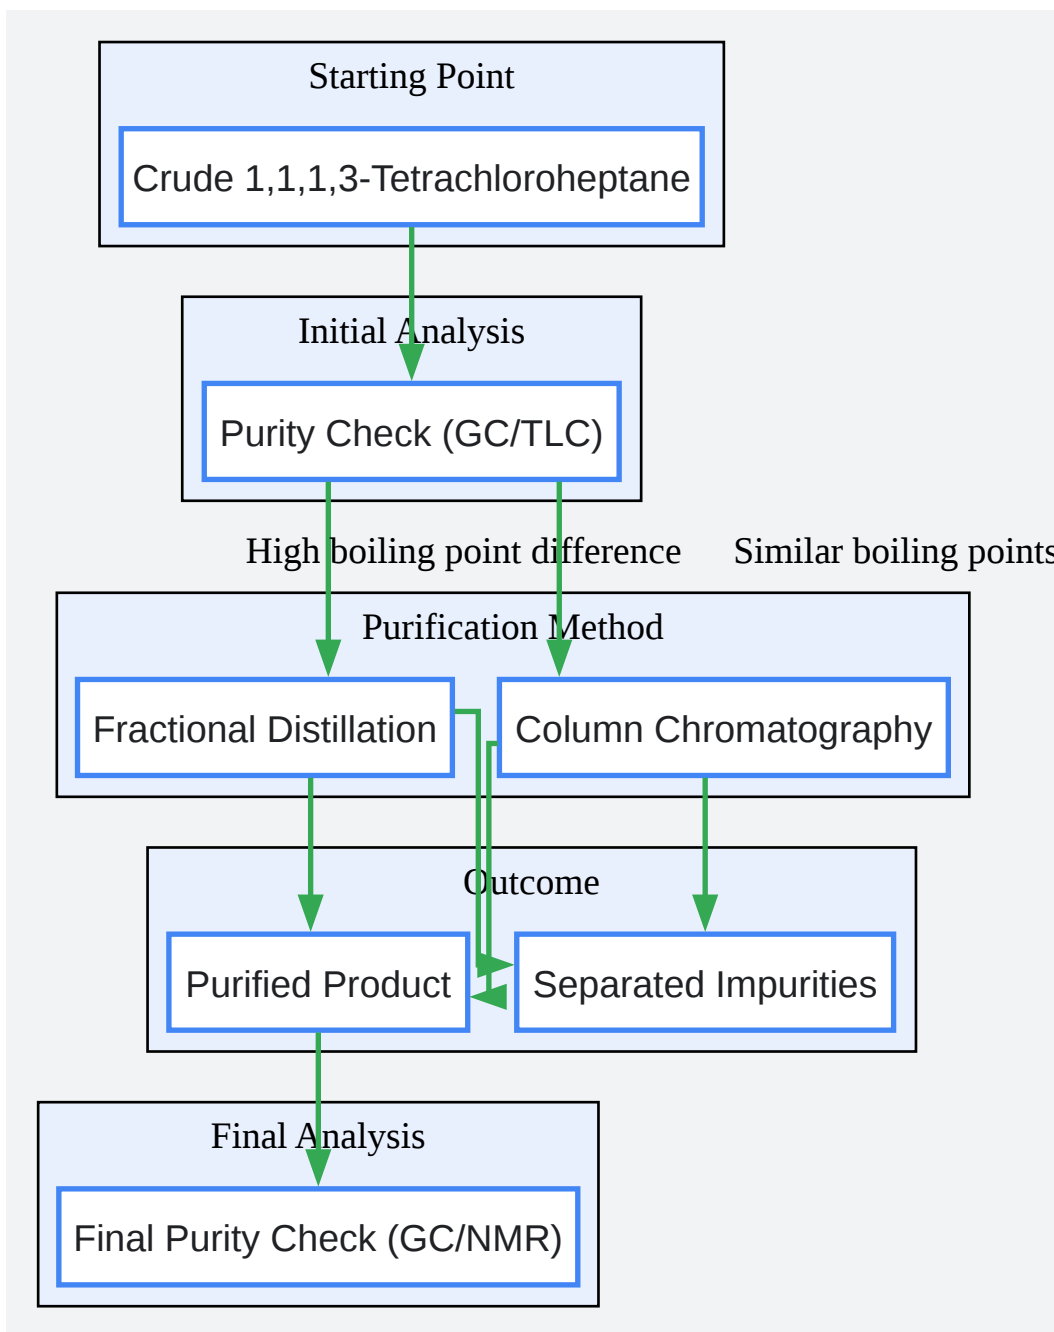 Starting Point
Crude 1,1,1,3-Tetrachloroheptane
Initial Analysis
Purity Check (GC/TLC)
High boiling point difference
Similar boiling points
Purification Method
Fractional Distillation
Column Chromatography
Outcome
Purified Product
Separated Impurities
Final Analysis
Final Purity Check (GC/NMR)